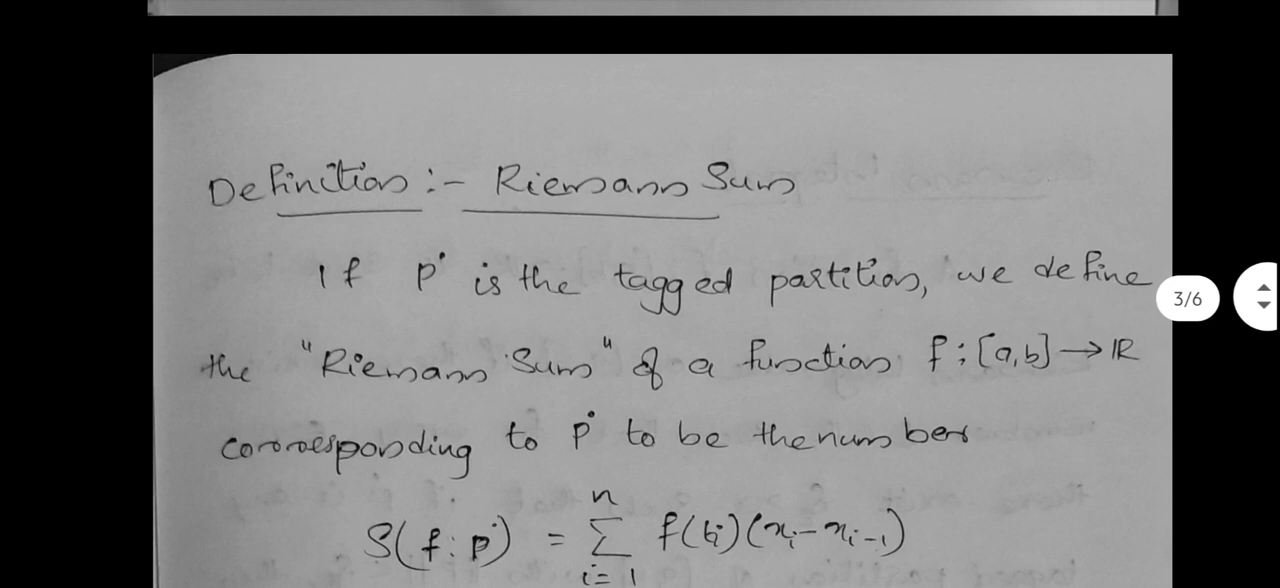 Definition :- Riemann Sum
If ṗ is the tagged partition, we define
the "Riemann Sum" of a function f : [a,b] → ℝ
corresponding to ṗ to be the number
S(f : ṗ) = n∑i=1 f(ti)(xi - xi-1)
3/6